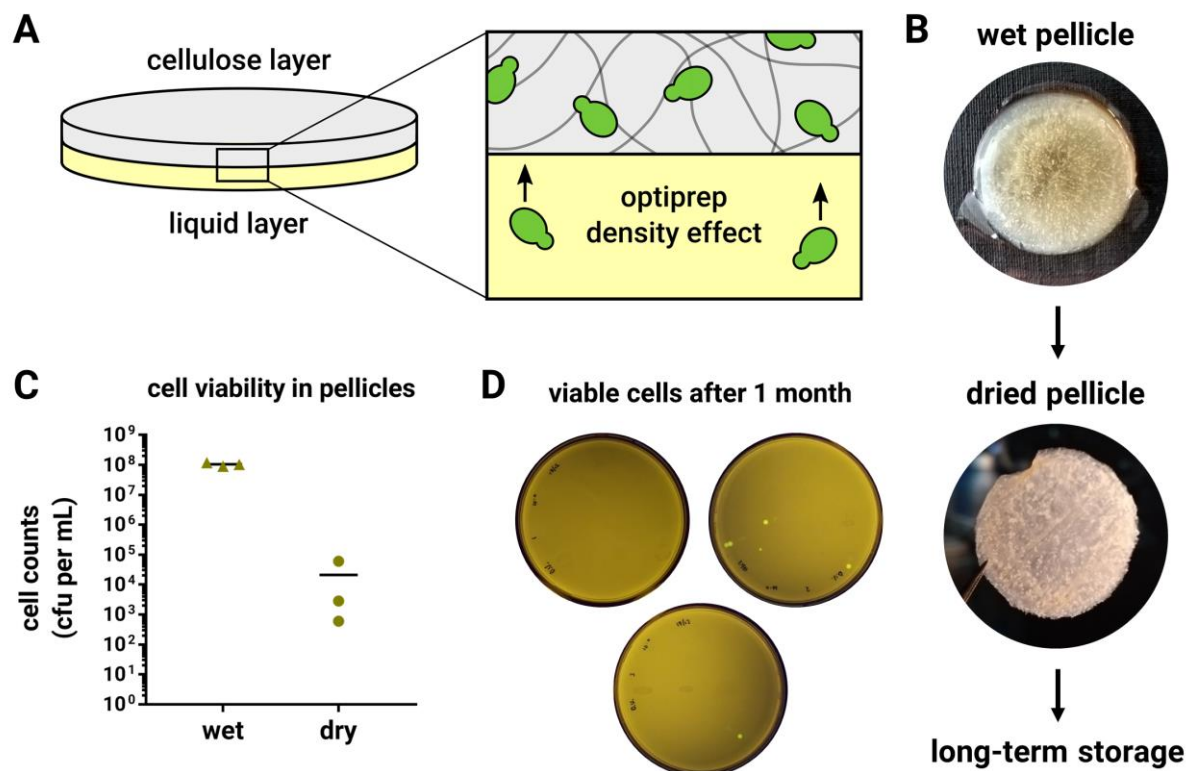 A
cellulose layer
liquid layer
optiprep
density effect
B
wet pellicle
dried pellicle
long-term storage
C
cell viability in pellicles
cell counts
(cfu per mL)
10⁹
10⁸
10⁷
10⁶
10⁵
10⁴
10³
10²
10¹
10⁰
wet
dry
D
viable cells after 1 month